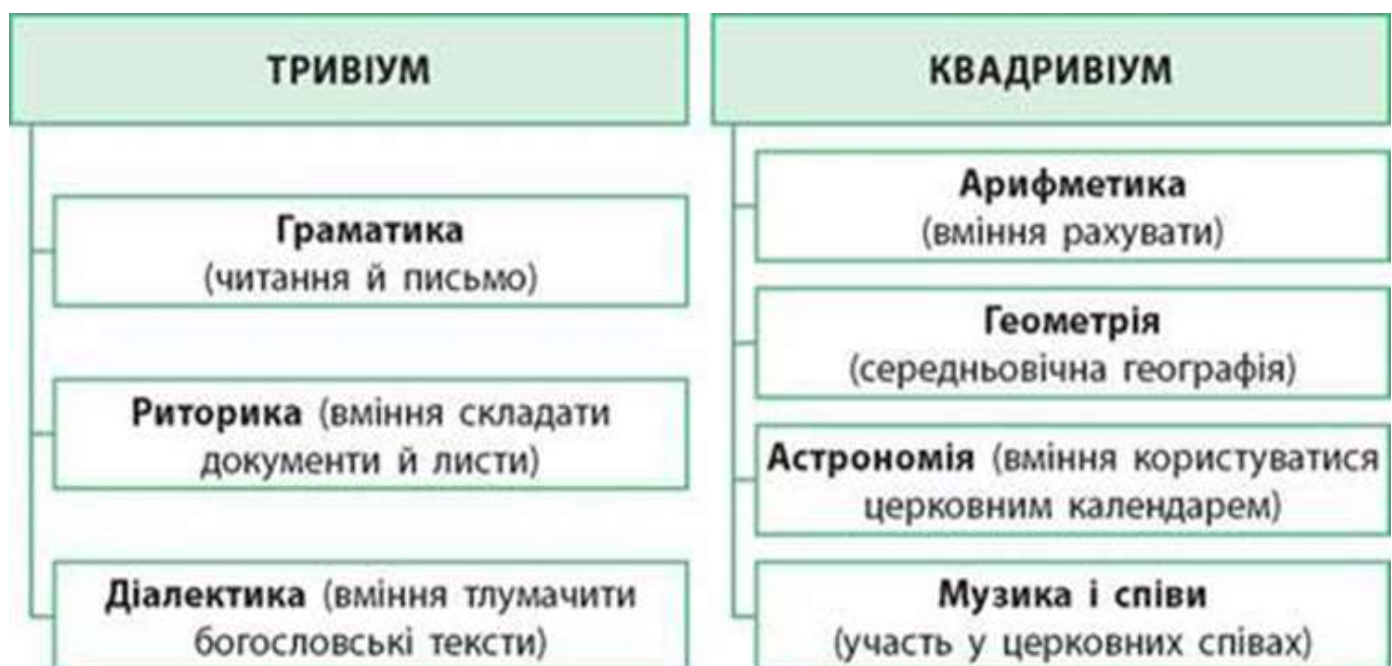 ТРИВІУМ
Граматика
(читання й письмо)
Риторика (вміння складати
документи й листи)
Діалектика (вміння тлумачити
богословські тексти)
КВАДРИВІУМ
Арифметика
(вміння рахувати)
Геометрія
(середньовічна географія)
Астрономія (вміння користуватися
церковним календарем)
Музика і співи
(участь у церковних співах)